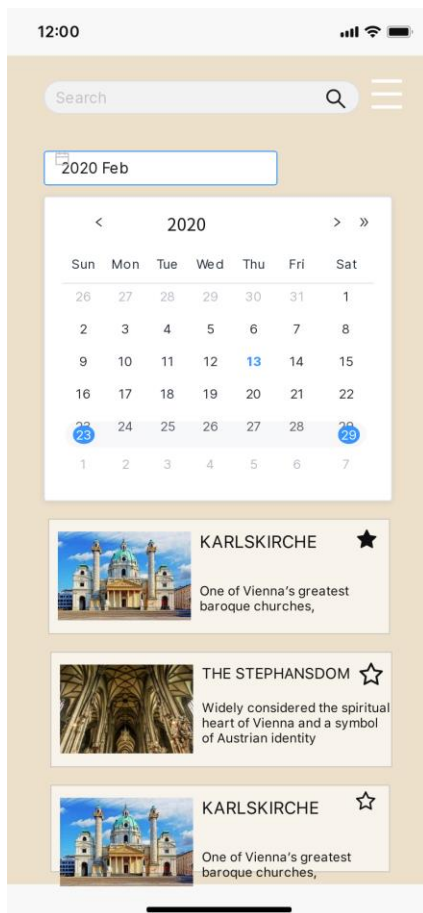 12:00
Search
2020 Feb
< 2020 > »
Sun Mon Tue Wed Thu Fri Sat
26 27 28 29 30 31 1
2 3 4 5 6 7 8
9 10 11 12 13 14 15
16 17 18 19 20 21 22
23 24 25 26 27 28 29
1 2 3 4 5 6 7
KARLSKIRCHE
One of Vienna's greatest
baroque churches,
THE STEPHANSDOM
Widely considered the spiritual
heart of Vienna and a symbol
of Austrian identity
KARLSKIRCHE
One of Vienna's greatest
baroque churches,